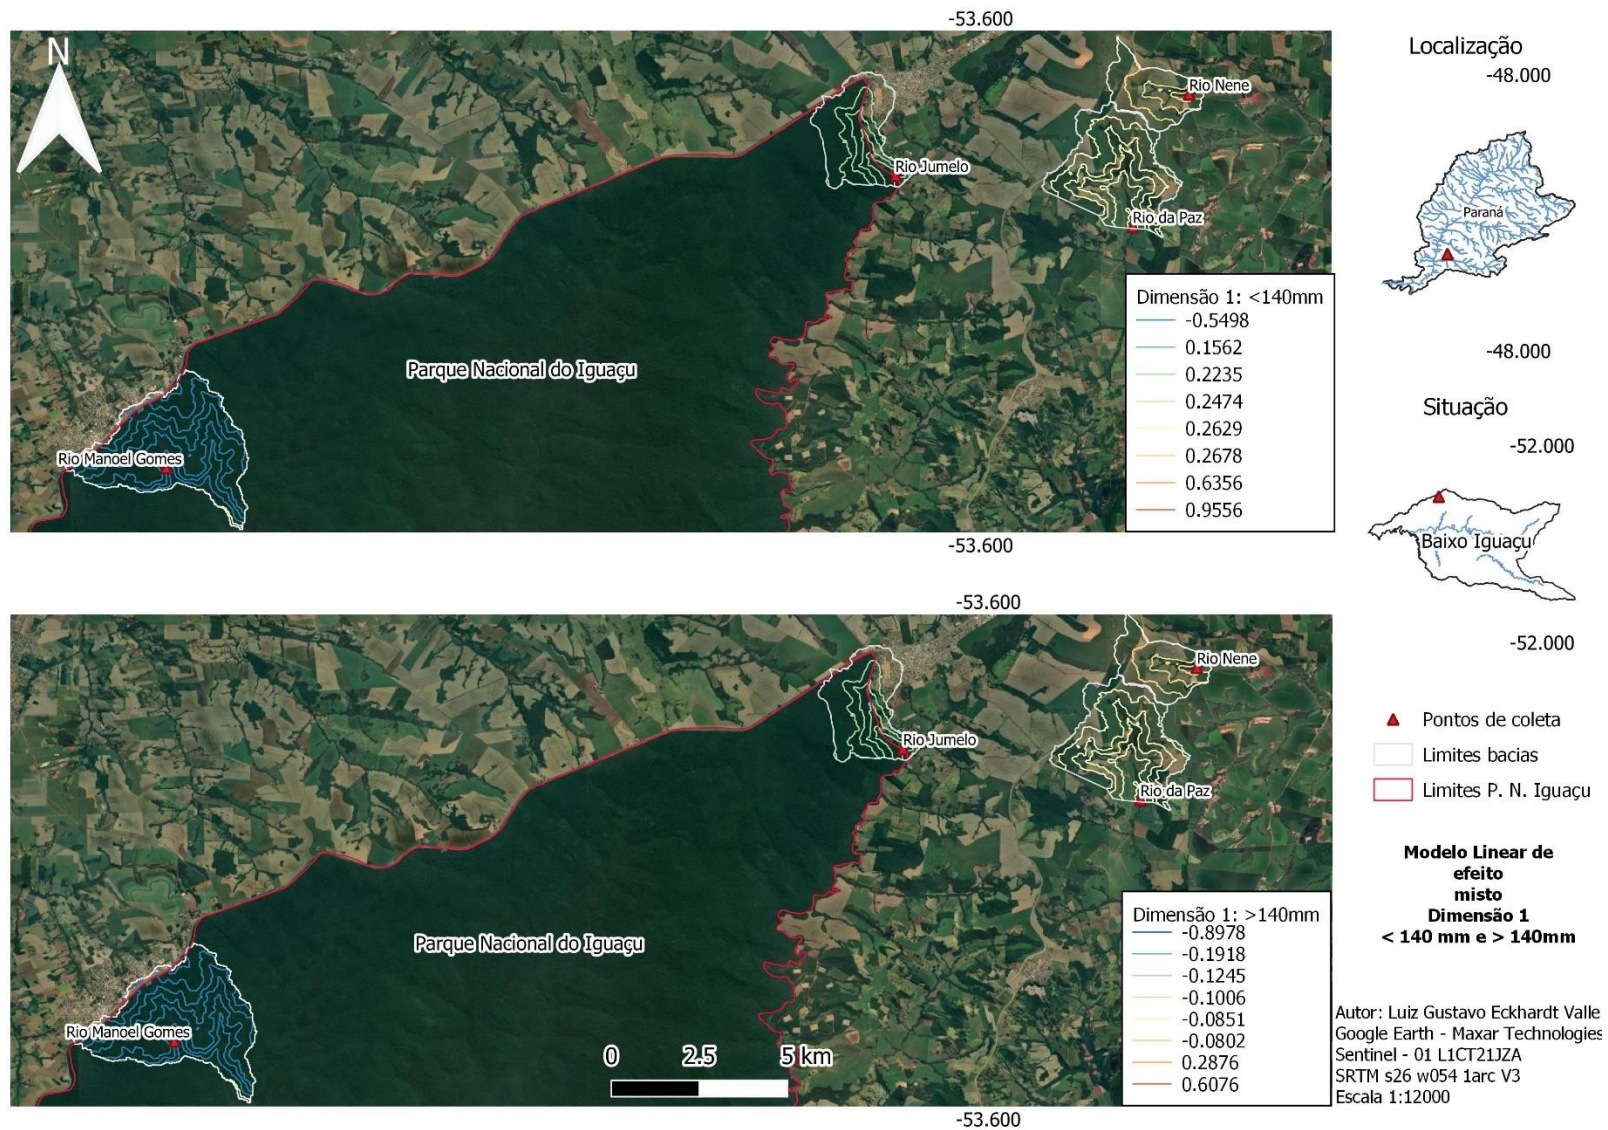 -53.600
N
Rio Nene
Rio Jumelo
Rio da Paz
Parque Nacional do Iguaçu
Rio Manoel Gomes
Dimensão 1: <140mm
-0.5498
0.1562
0.2235
0.2474
0.2629
0.2678
0.6356
0.9556
-53.600
Localização
-48.000
Paraná
-48.000
Situação
-52.000
Baixo Iguaçu
-52.000
-53.600
Rio Nene
Rio Jumelo
Rio da Paz
Parque Nacional do Iguaçu
Rio Manoel Gomes
Dimensão 1: >140mm
-0.8978
-0.1918
-0.1245
-0.1006
-0.0851
-0.0802
0.2876
0.6076
0 2.5 5 km
-53.600
Pontos de coleta
Limites bacias
Limites P. N. Iguaçu
Modelo Linear de
efeito
misto
Dimensão 1
< 140 mm e > 140mm
Autor: Luiz Gustavo Eckhardt Valle
Google Earth - Maxar Technologies
Sentinel - 01 L1CT21JZA
SRTM s26 w054 1arc V3
Escala 1:12000